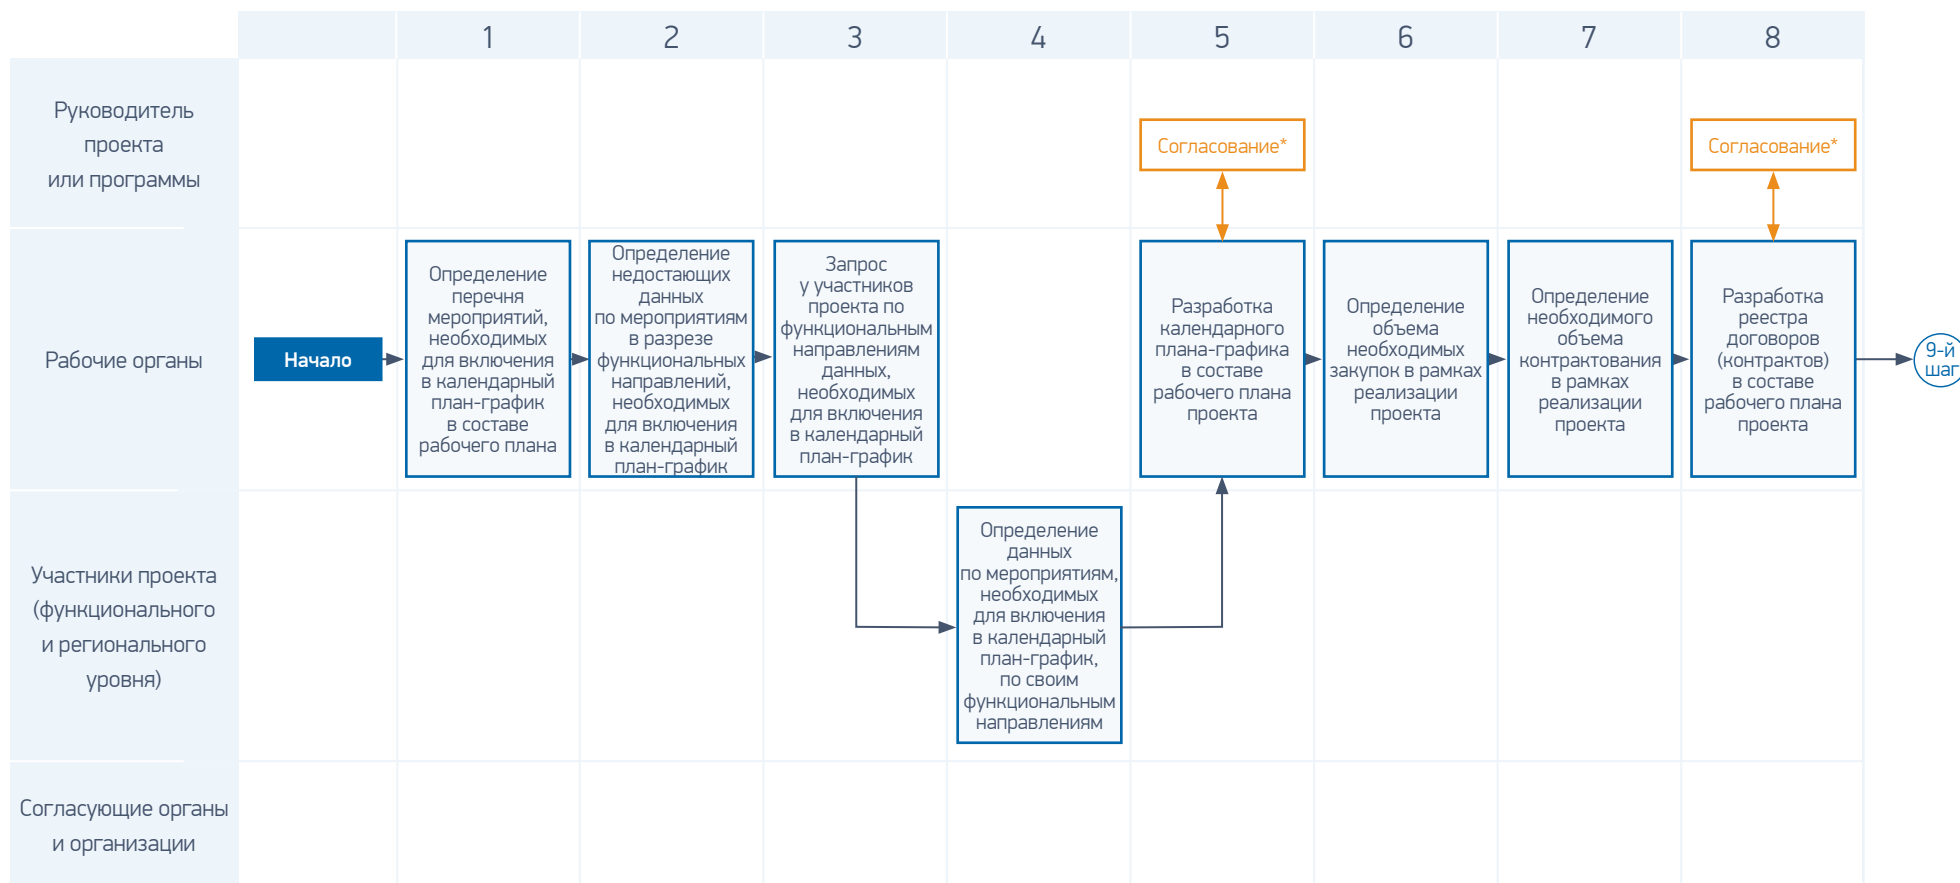 1
2
3
4
5
6
7
8
Руководитель
проекта
или программы
Согласование*
Согласование*
Рабочие органы
Начало
Определение
перечня
мероприятий,
необходимых
для включения
в календарный
план-график
в составе
рабочего плана
Определение
недостающих
данных
по мероприятиям
в разрезе
функциональных
направлений,
необходимых
для включения
в календарный
план-график
Запрос
у участников
проекта по
функциональным
направлениям
данных,
необходимых
для включения
в календарный
план-график
Разработка
календарного
плана-графика
в составе
рабочего плана
проекта
Определение
объема
необходимых
закупок в рамках
реализации
проекта
Определение
необходимого
объема
контрактования
в рамках
реализации
проекта
Разработка
реестра
договоров
(контрактов)
в составе
рабочего плана
проекта
9-й
шаг
Участники проекта
(функционального
и регионального
уровня)
Определение
данных
по мероприятиям,
необходимых
для включения
в календарный
план-график,
по своим
функциональным
направлениям
Согласующие органы
и организации